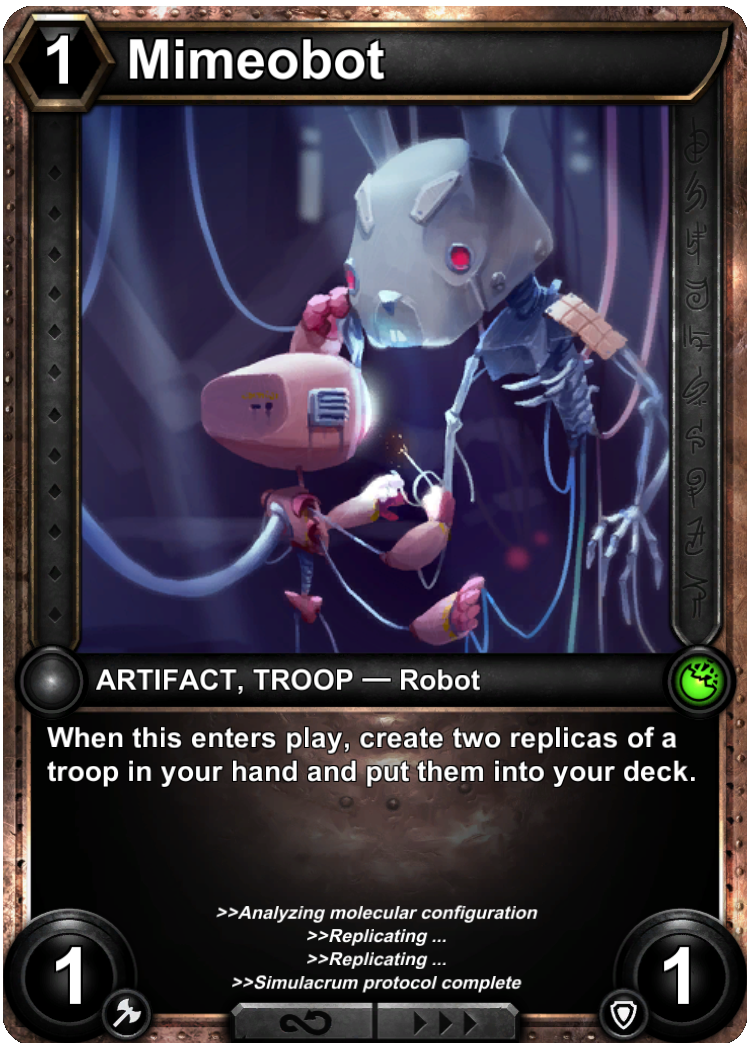 1
Mimeobot
ARTIFACT, TROOP — Robot
When this enters play, create two replicas of a
troop in your hand and put them into your deck.
>>Analyzing molecular configuration
>>Replicating ...
>>Replicating ...
>>Simulacrum protocol complete
1
1